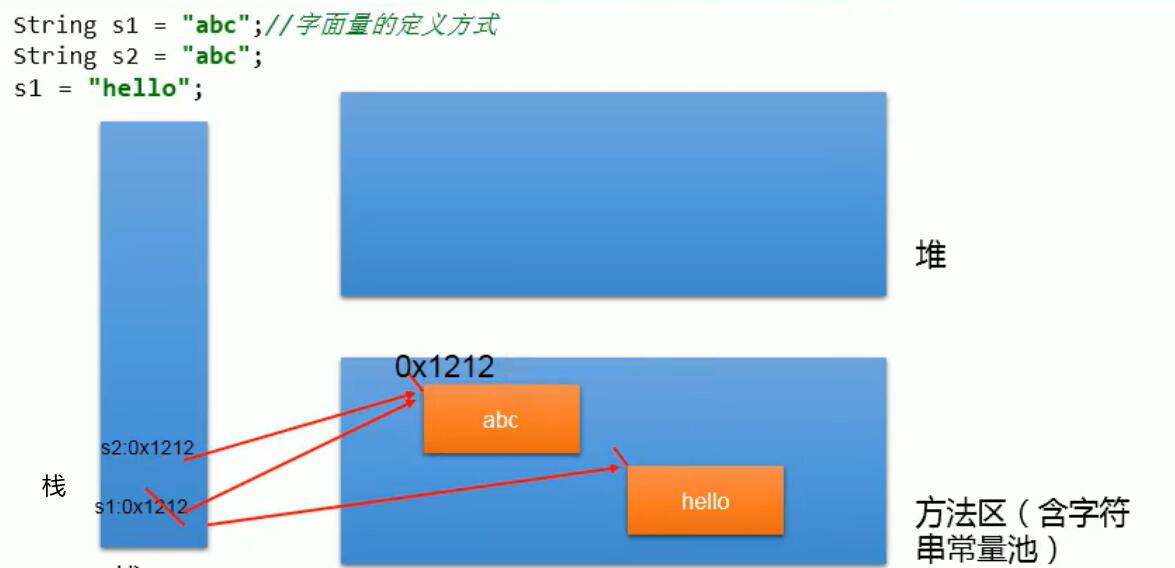 String s1 = "abc";//字面量的定义方式
String s2 = "abc";
s1 = "hello";
堆
0x1212
abc
s2:0x1212
栈
s1:0x1212
hello
方法区（含字符
串常量池）